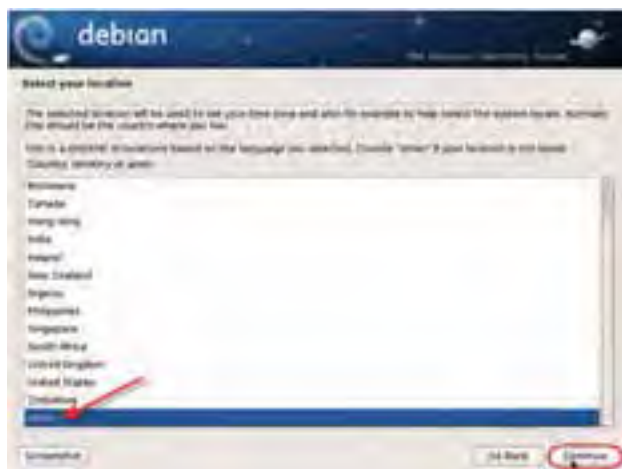 debian
Select your location
The selected location will be used to set your time zone and also for example to help select the system locale. Normally
this should be the country where you live.
This is a shortlist of locations based on the language you selected. Choose "other" if your location is not listed.
Country, territory or area:
Botswana
Canada
Hong Kong
India
Ireland
New Zealand
Nigeria
Philippines
Singapore
South Africa
United Kingdom
United States
Zimbabwe
other
Screenshot
Go Back
Continue